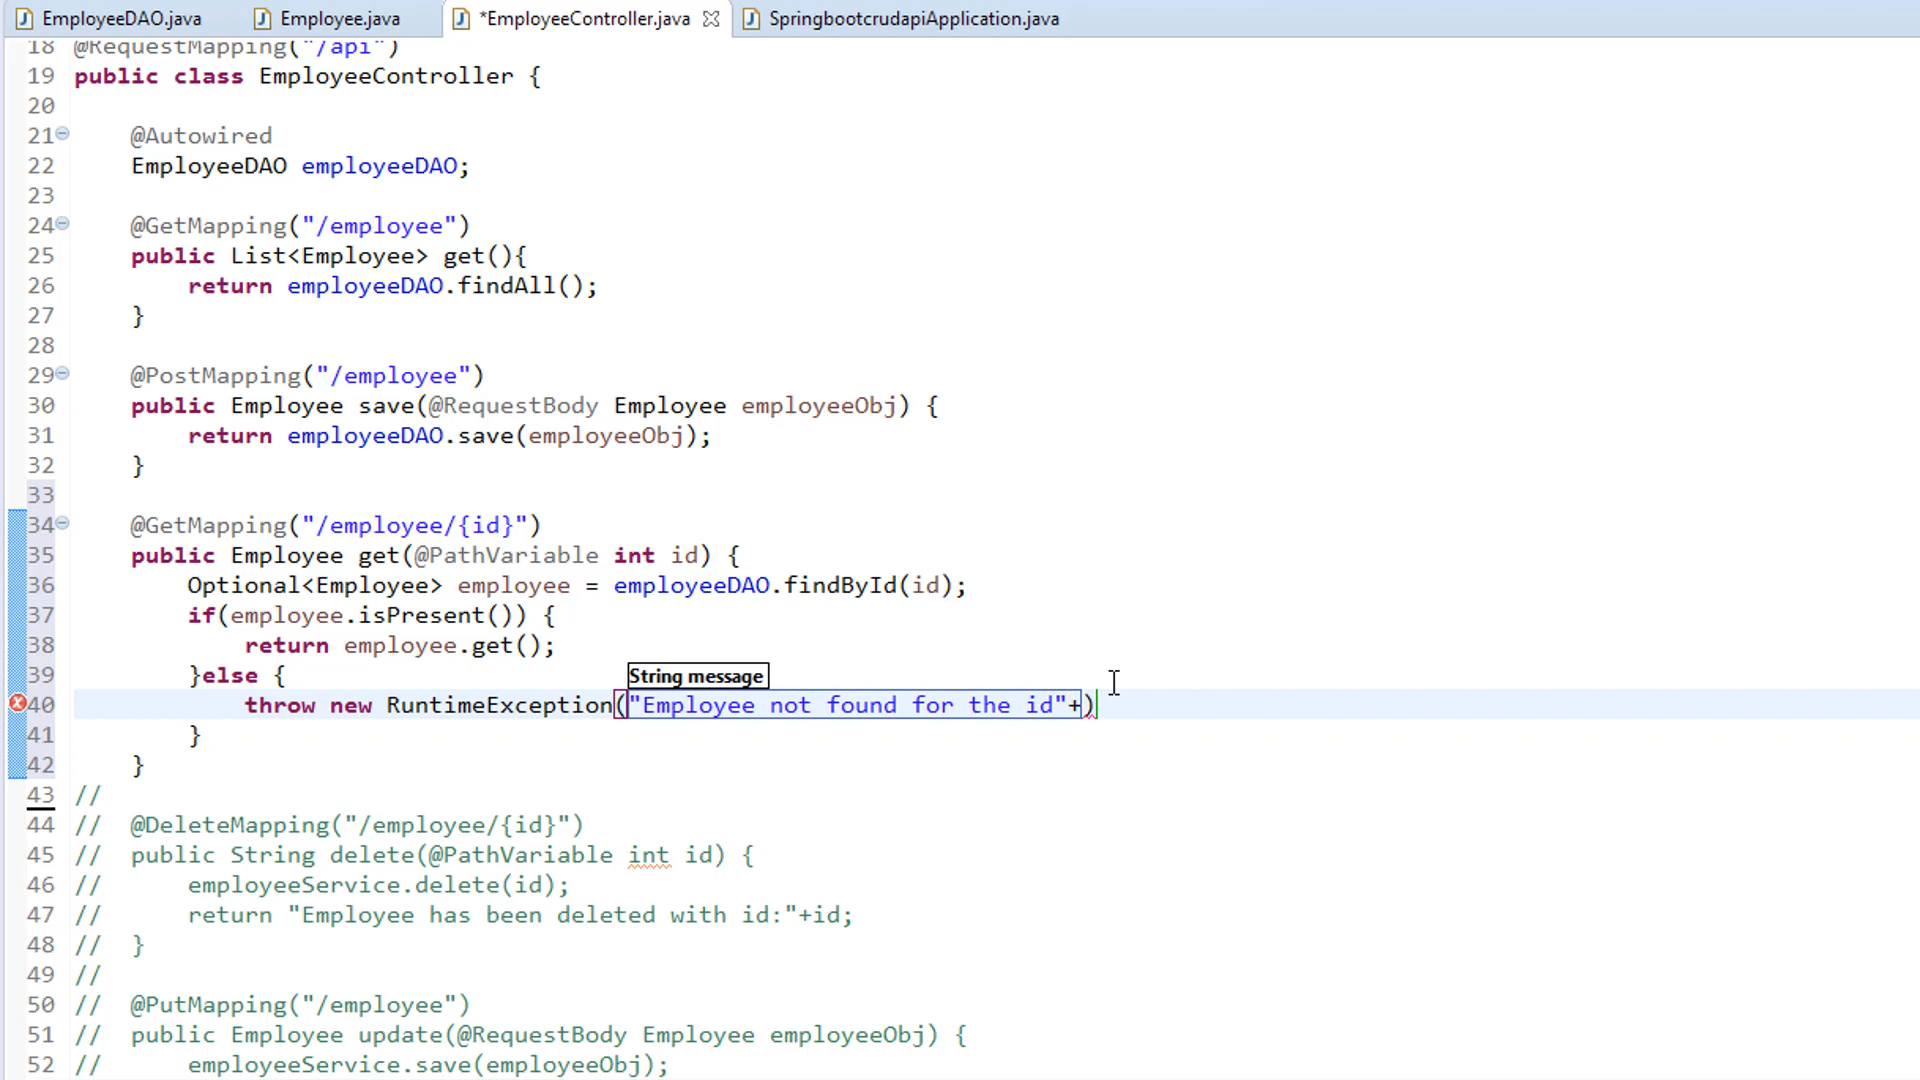 EmployeeDAO.java Employee.java *EmployeeController.java SpringbootcrudapiApplication.java
18 @RequestMapping("/api")
19 public class EmployeeController {
20
21 @Autowired
22 EmployeeDAO employeeDAO;
23
24 @GetMapping("/employee")
25 public List<Employee> get(){
26 return employeeDAO.findAll();
27 }
28
29 @PostMapping("/employee")
30 public Employee save(@RequestBody Employee employeeObj) {
31 return employeeDAO.save(employeeObj);
32 }
33
34 @GetMapping("/employee/{id}")
35 public Employee get(@PathVariable int id) {
36 Optional<Employee> employee = employeeDAO.findById(id);
37 if(employee.isPresent()) {
38 return employee.get();
39 }else {
String message
40 throw new RuntimeException("Employee not found for the id"+)
41 }
42 }
43 //
44 // @DeleteMapping("/employee/{id}")
45 // public String delete(@PathVariable int id) {
46 // employeeService.delete(id);
47 // return "Employee has been deleted with id:"+id;
48 // }
49 //
50 // @PutMapping("/employee")
51 // public Employee update(@RequestBody Employee employeeObj) {
52 // employeeService.save(employeeObj);